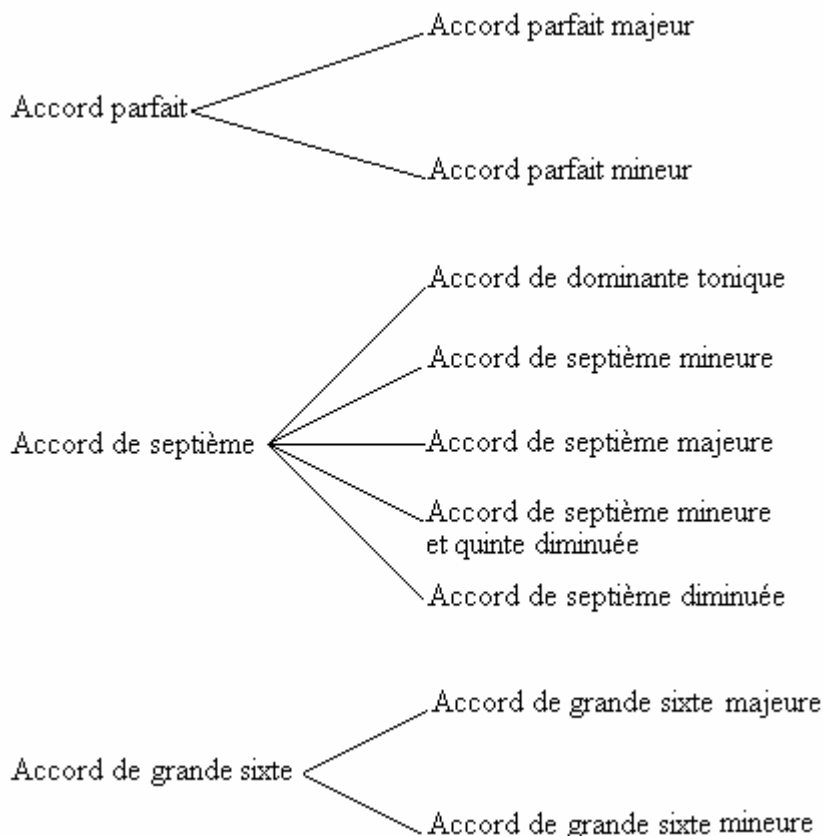 Accord parfait majeur
Accord parfait
Accord parfait mineur
Accord de dominante tonique
Accord de septième mineure
Accord de septième
Accord de septième majeure
Accord de septième mineure
et quinte diminuée
Accord de septième diminuée
Accord de grande sixte majeure
Accord de grande sixte
Accord de grande sixte mineure